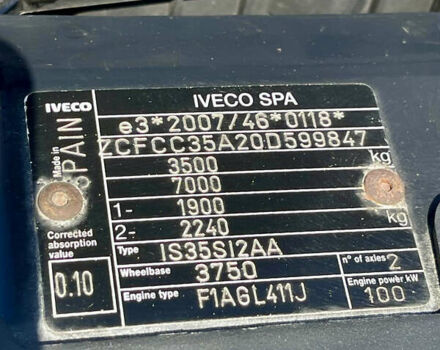 IVECO
IVECO SPA
e3*2007/46*0118*
Made in SPAIN
ZCFCC35A20D599847
3500 kg
7000
1- 1900
2- 2240 kg
Corrected
absorption
value
0.10
Type IS35SI2AA
Wheelbase 3750
n° of axles 2
Engine type F1AGL411J
Engine power kW
100